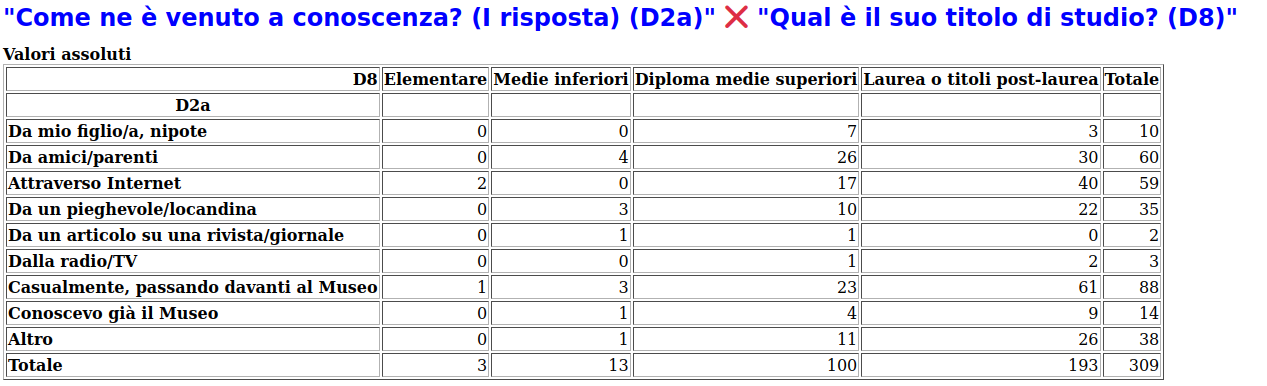 "Come ne è venuto a conoscenza? (I risposta) (D2a)" ❌ "Qual è il suo titolo di studio? (D8)"
Valori assoluti
D8 Elementare Medie inferiori Diploma medie superiori Laurea o titoli post-laurea Totale
D2a
Da mio figlio/a, nipote 0 0 7 3 10
Da amici/parenti 0 4 26 30 60
Attraverso Internet 2 0 17 40 59
Da un pieghevole/locandina 0 3 10 22 35
Da un articolo su una rivista/giornale 0 1 1 0 2
Dalla radio/TV 0 0 1 2 3
Casualmente, passando davanti al Museo 1 3 23 61 88
Conoscevo già il Museo 0 1 4 9 14
Altro 0 1 11 26 38
Totale 3 13 100 193 309